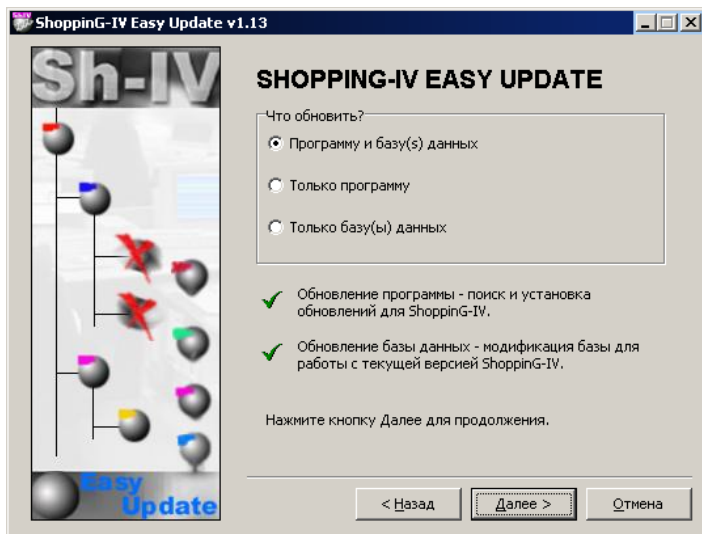 ShoppinG-IV Easy Update v1.13
Sh-IV
SHOPPING-IV EASY UPDATE
Что обновить?
Программу и базу(s) данных
Только программу
Только базу(ы) данных
Обновление программы - поиск и установка
обновлений для ShoppinG-IV.
Обновление базы данных - модификация базы для
работы с текущей версией ShoppinG-IV.
Нажмите кнопку Далее для продолжения.
Easy
Update
< Назад
Далее >
Отмена